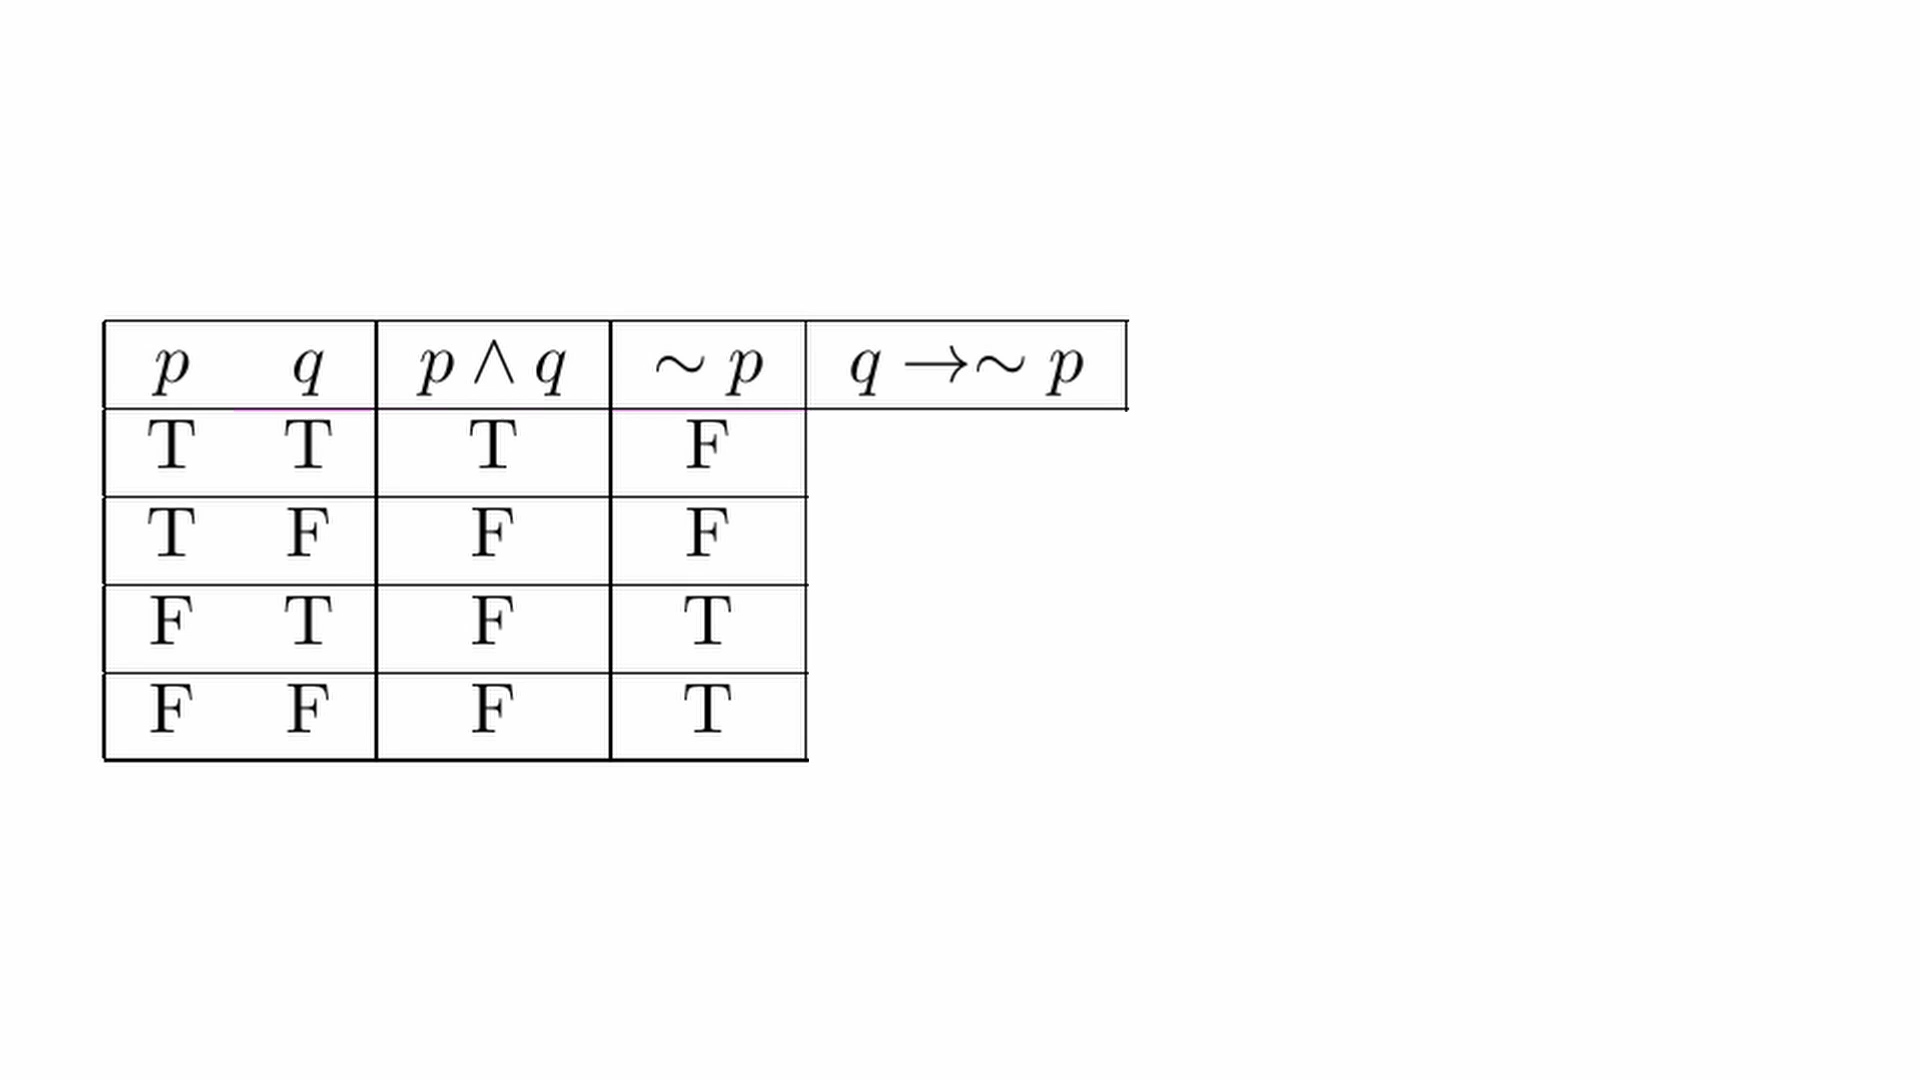 p q p ∧ q ∼ p q →∼ p
T T T F
T F F F
F T F T
F F F T